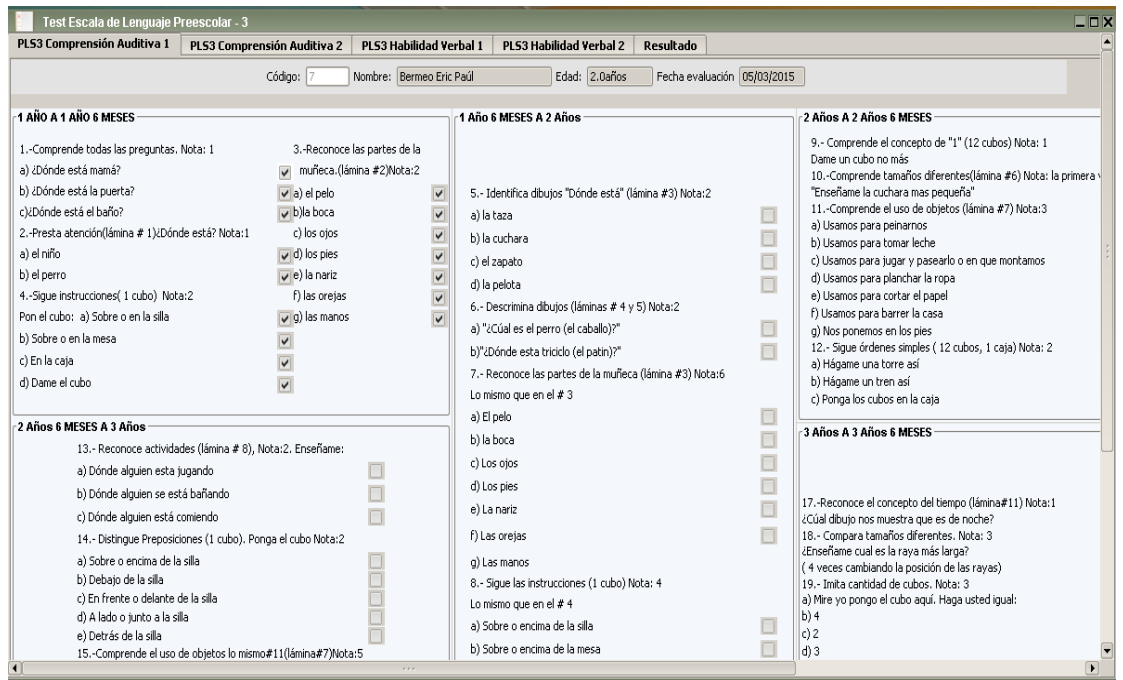 Test Escala de Lenguaje Preescolar - 3
PLS3 Comprensión Auditiva 1 PLS3 Comprensión Auditiva 2 PLS3 Habilidad Verbal 1 PLS3 Habilidad Verbal 2 Resultado
Código: 7 Nombre: Bermeo Eric Paúl Edad: 2.0años Fecha evaluación 05/03/2015
1 AÑO A 1 AÑO 6 MESES
1.-Comprende todas las preguntas. Nota: 1
a) ¿Dónde está mamá?
b) ¿Dónde está la puerta?
c)¿Dónde está el baño?
2.-Presta atención(lámina # 1)¿Dónde está? Nota:1
a) el niño
b) el perro
4.-Sigue instrucciones( 1 cubo) Nota:2
Pon el cubo: a) Sobre o en la silla
b) Sobre o en la mesa
c) En la caja
d) Dame el cubo
3.-Reconoce las partes de la
muñeca.(lámina #2)Nota:2
a) el pelo
b)la boca
c) los ojos
d) los pies
e) la nariz
f) las orejas
g) las manos
2 Años 6 MESES A 3 Años
13.- Reconoce actividades (lámina # 8), Nota:2. Enseñame:
a) Dónde alguien esta jugando
b) Dónde alguien se está bañando
c) Dónde alguien está comiendo
14.- Distingue Preposiciones (1 cubo). Ponga el cubo Nota:2
a) Sobre o encima de la silla
b) Debajo de la silla
c) En frente o delante de la silla
d) A lado o junto a la silla
e) Detrás de la silla
15.-Comprende el uso de objetos lo mismo#11(lámina#7)Nota:5
1 Año 6 MESES A 2 Años
5.- Identifica dibujos "Dónde está" (lámina #3) Nota:2
a) la taza
b) la cuchara
c) el zapato
d) la pelota
6.- Descrimina dibujos (láminas # 4 y 5) Nota:2
a) "¿Cúal es el perro (el caballo)?"
b)"¿Dónde esta triciclo (el patin)?"
7.- Reconoce las partes de la muñeca (lámina #3) Nota:6
Lo mismo que en el # 3
a) El pelo
b) la boca
c) Los ojos
d) Los pies
e) La nariz
f) Las orejas
g) Las manos
8.- Sigue las instrucciones (1 cubo) Nota: 4
Lo mismo que en el # 4
a) Sobre o encima de la silla
b) Sobre o encima de la mesa
2 Años A 2 Años 6 MESES
9.- Comprende el concepto de "1" (12 cubos) Nota: 1
Dame un cubo no más
10.-Comprende tamaños diferentes(lámina #6) Nota: la primera v
"Enseñame la cuchara mas pequeña"
11.-Comprende el uso de objetos (lámina #7) Nota:3
a) Usamos para peinarnos
b) Usamos para tomar leche
c) Usamos para jugar y pasearlo o en que montamos
d) Usamos para planchar la ropa
e) Usamos para cortar el papel
f) Usamos para barrer la casa
g) Nos ponemos en los pies
12.- Sigue órdenes simples ( 12 cubos, 1 caja) Nota: 2
a) Hágame una torre así
b) Hágame un tren así
c) Ponga los cubos en la caja
3 Años A 3 Años 6 MESES
17.-Reconoce el concepto del tiempo (lámina#11) Nota:1
¿Cúal dibujo nos muestra que es de noche?
18.- Compara tamaños diferentes. Nota: 3
¿Enseñame cual es la raya más larga?
( 4 veces cambiando la posición de las rayas)
19.- Imita cantidad de cubos. Nota: 3
a) Mire yo pongo el cubo aquí. Haga usted igual:
b) 4
c) 2
d) 3